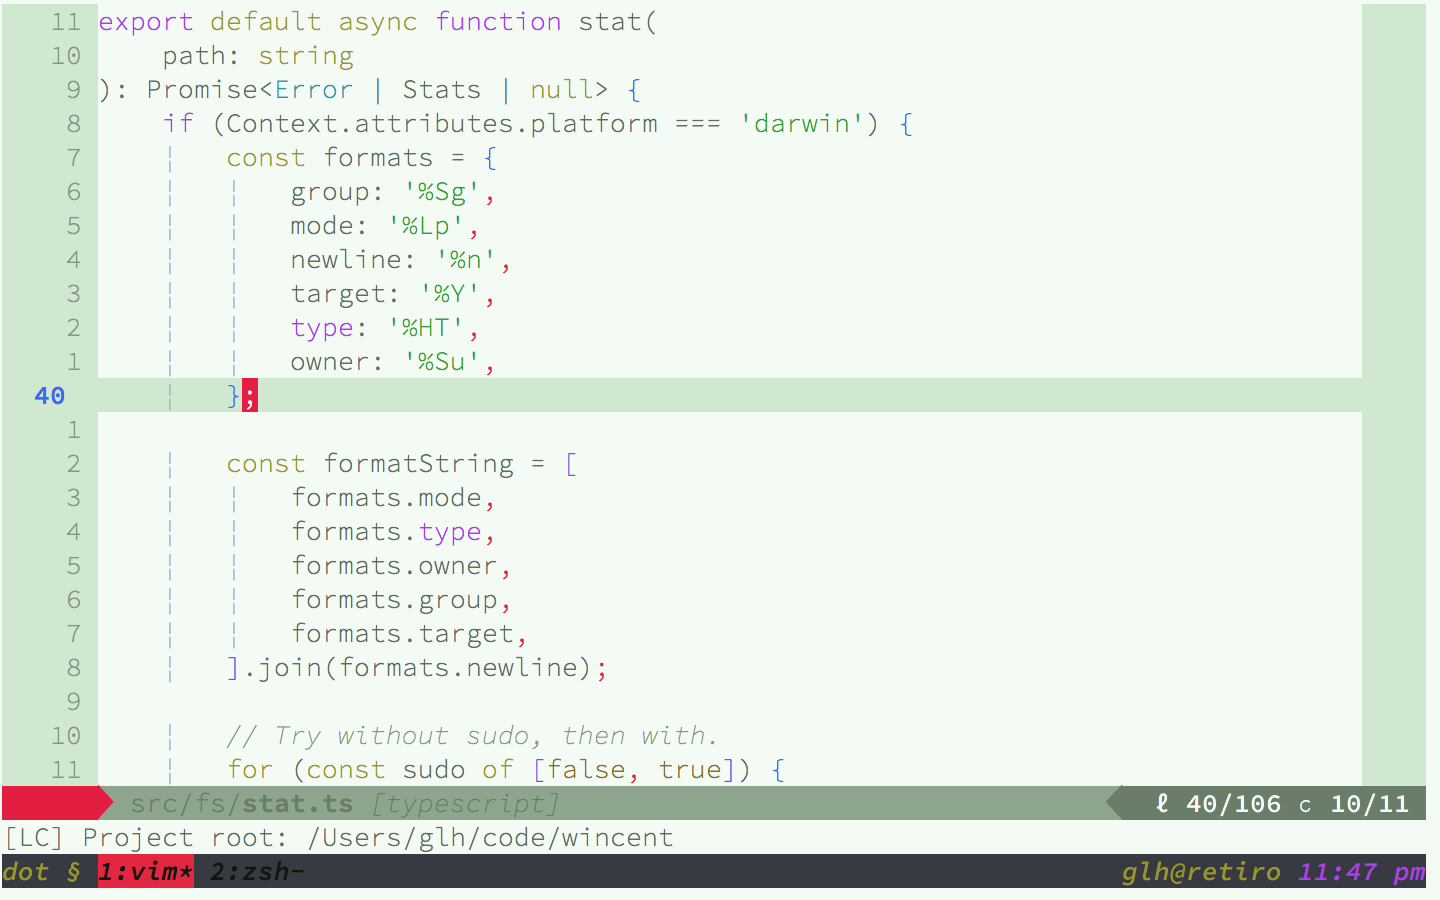 11 export default async function stat(
10     path: string
9 ): Promise<Error | Stats | null> {
8     if (Context.attributes.platform === 'darwin') {
7         const formats = {
6             group: '%Sg',
5             mode: '%Lp',
4             newline: '%n',
3             target: '%Y',
2             type: '%HT',
1             owner: '%Su',
40         };
1
2         const formatString = [
3             formats.mode,
4             formats.type,
5             formats.owner,
6             formats.group,
7             formats.target,
8         ].join(formats.newline);
9
10         // Try without sudo, then with.
11         for (const sudo of [false, true]) {
src/fs/stat.ts [typescript] ℓ 40/106 c 10/11
[LC] Project root: /Users/glh/code/wincent
dot § 1:vim* 2:zsh- glh@retiro 11:47 pm